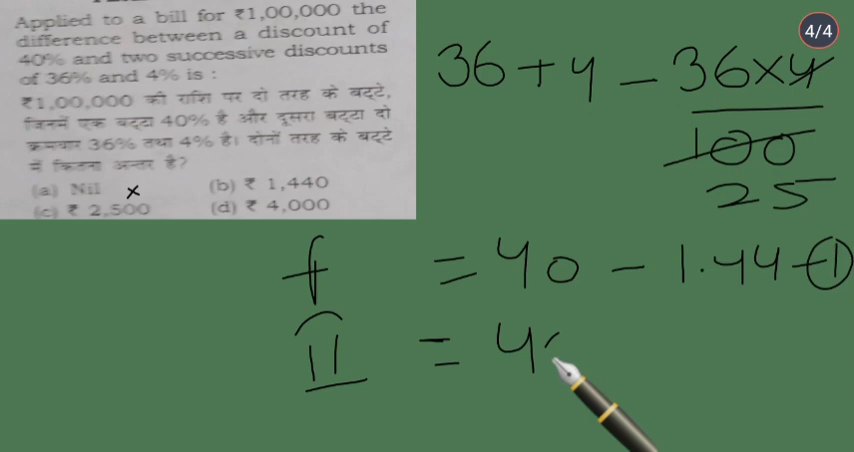 Applied to a bill for ₹1,00,000 the
difference between a discount of
40% and two successive discounts
of 36% and 4% is :
₹1,00,000 की राशि पर दो तरह के बट्टे,
जिनमें एक बट्टा 40% है और दूसरा बट्टा दो
क्रमवार 36% तथा 4% है। दोनों तरह के बट्टे
में कितना अन्तर है?
(a) Nil × (b) ₹ 1,440
(c) ₹ 2,500 (d) ₹ 4,000
4/4
36 + 4 - 36×4
100
25
= 40 - 1.44 - 1
II = 4